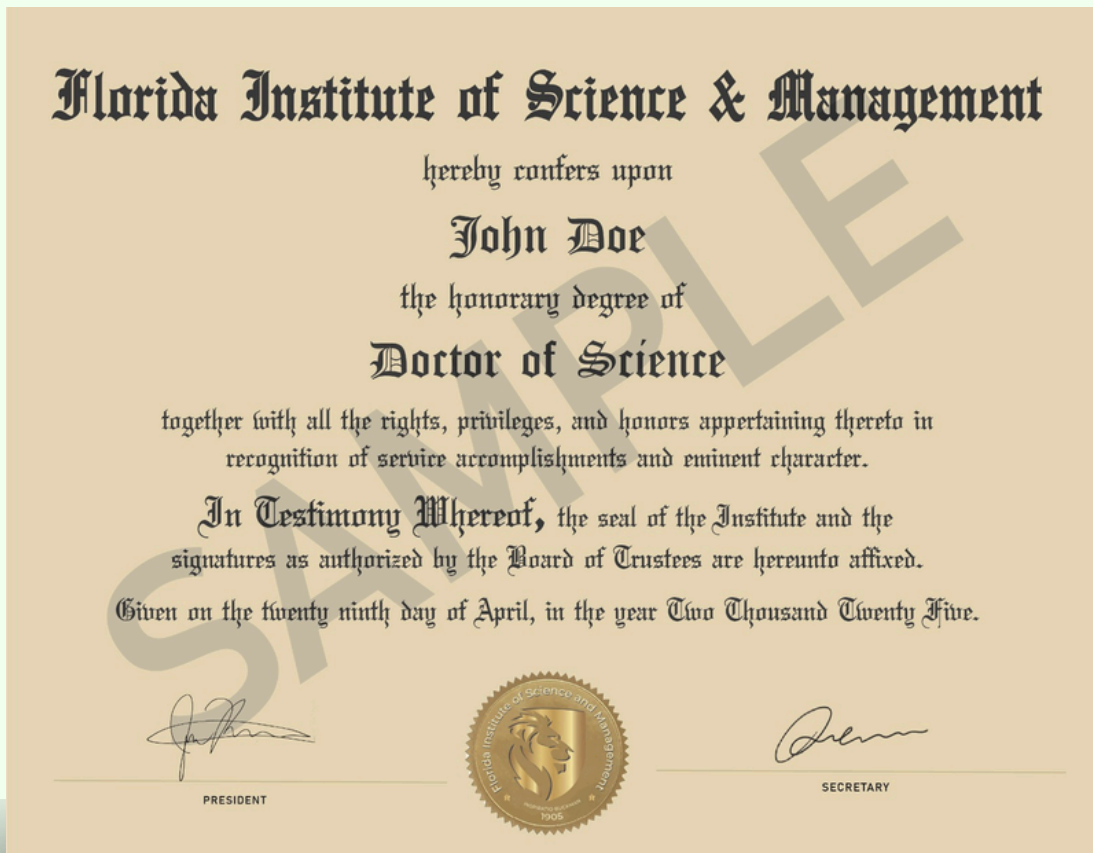 Florida Institute of Science & Management
hereby confers upon
John Doe
the honorary degree of
Doctor of Science
together with all the rights, privileges, and honors appertaining thereto in
recognition of service accomplishments and eminent character.
In Testimony Whereof, the seal of the Institute and the
signatures as authorized by the Board of Trustees are hereunto affixed.
Given on the twenty ninth day of April, in the year Two Thousand Twenty Five.
SAMPLE
PRESIDENT
Florida Institute of Science and Management
1905
SECRETARY